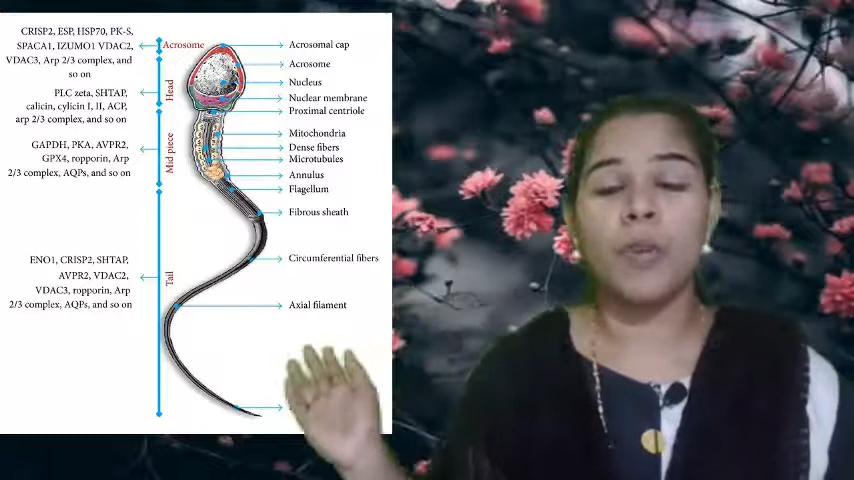 CRISP2, ESP, HSP70, PK-S,
SPACA1, IZUMO1 VDAC2,
VDAC3, Arp 2/3 complex, and
so on
PLC zeta, SHTAP,
calicin, cylicin I, II, ACP,
arp 2/3 complex, and so on
GAPDH, PKA, AVPR2,
GPX4, ropporin, Arp
2/3 complex, AQPs, and so on
ENO1, CRISP2, SHTAP,
AVPR2, VDAC2,
VDAC3, ropporin, Arp
2/3 complex, AQPs, and so on
Acrosome
Head
Mid piece
Tail
Acrosomal cap
Acrosome
Nucleus
Nuclear membrane
Proximal centriole
Mitochondria
Dense fibers
Microtubules
Annulus
Flagellum
Fibrous sheath
Circumferential fibers
Axial filament